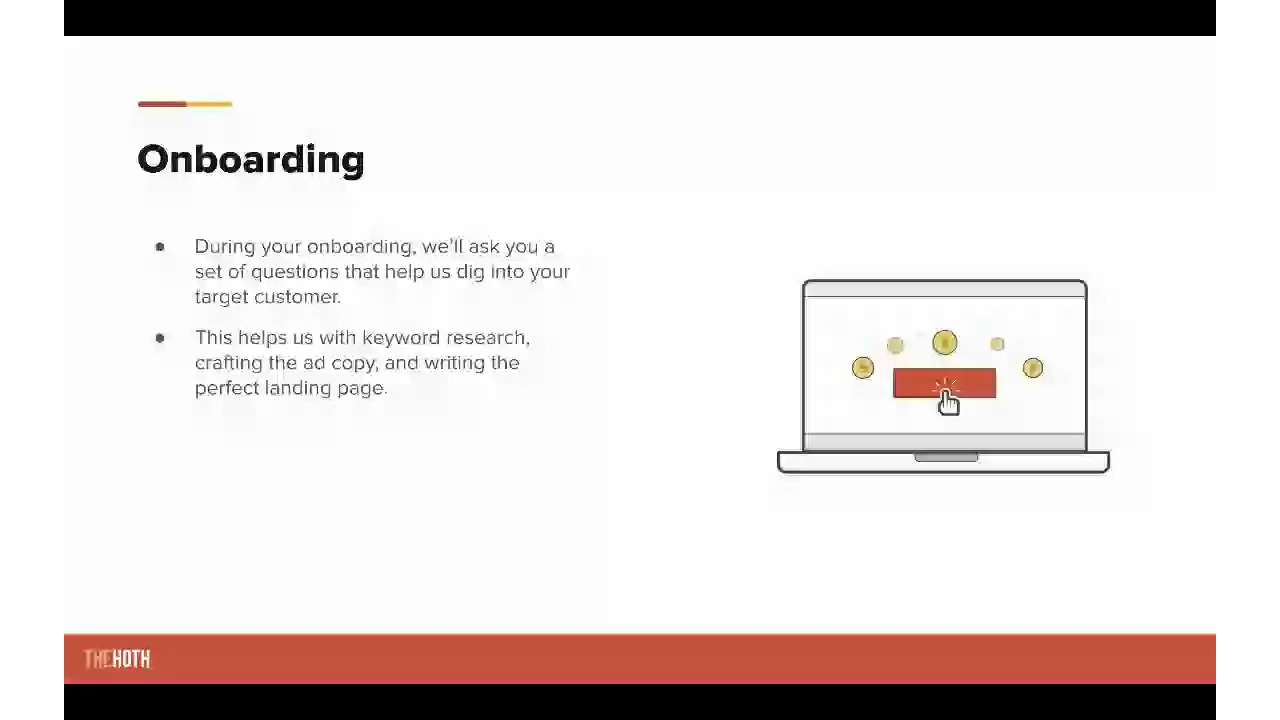 Onboarding
● During your onboarding, we'll ask you a
set of questions that help us dig into your
target customer.
● This helps us with keyword research,
crafting the ad copy, and writing the
perfect landing page.
THEHOTH